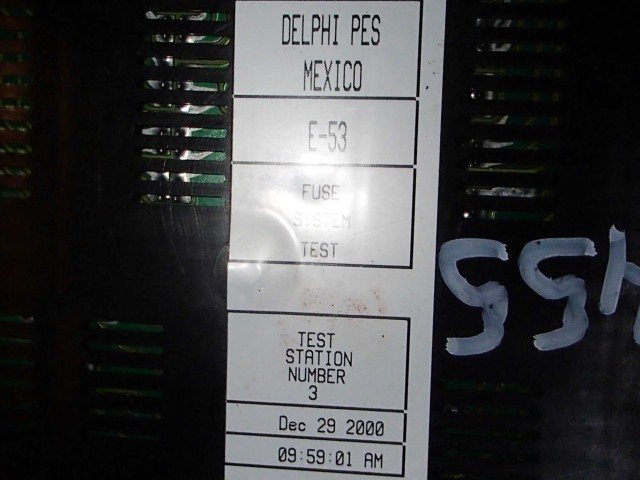 DELPHI PES
MEXICO
E-53
FUSE
SYSTEM
TEST
TEST
STATION
NUMBER
3
Dec 29 2000
09:59:01 AM